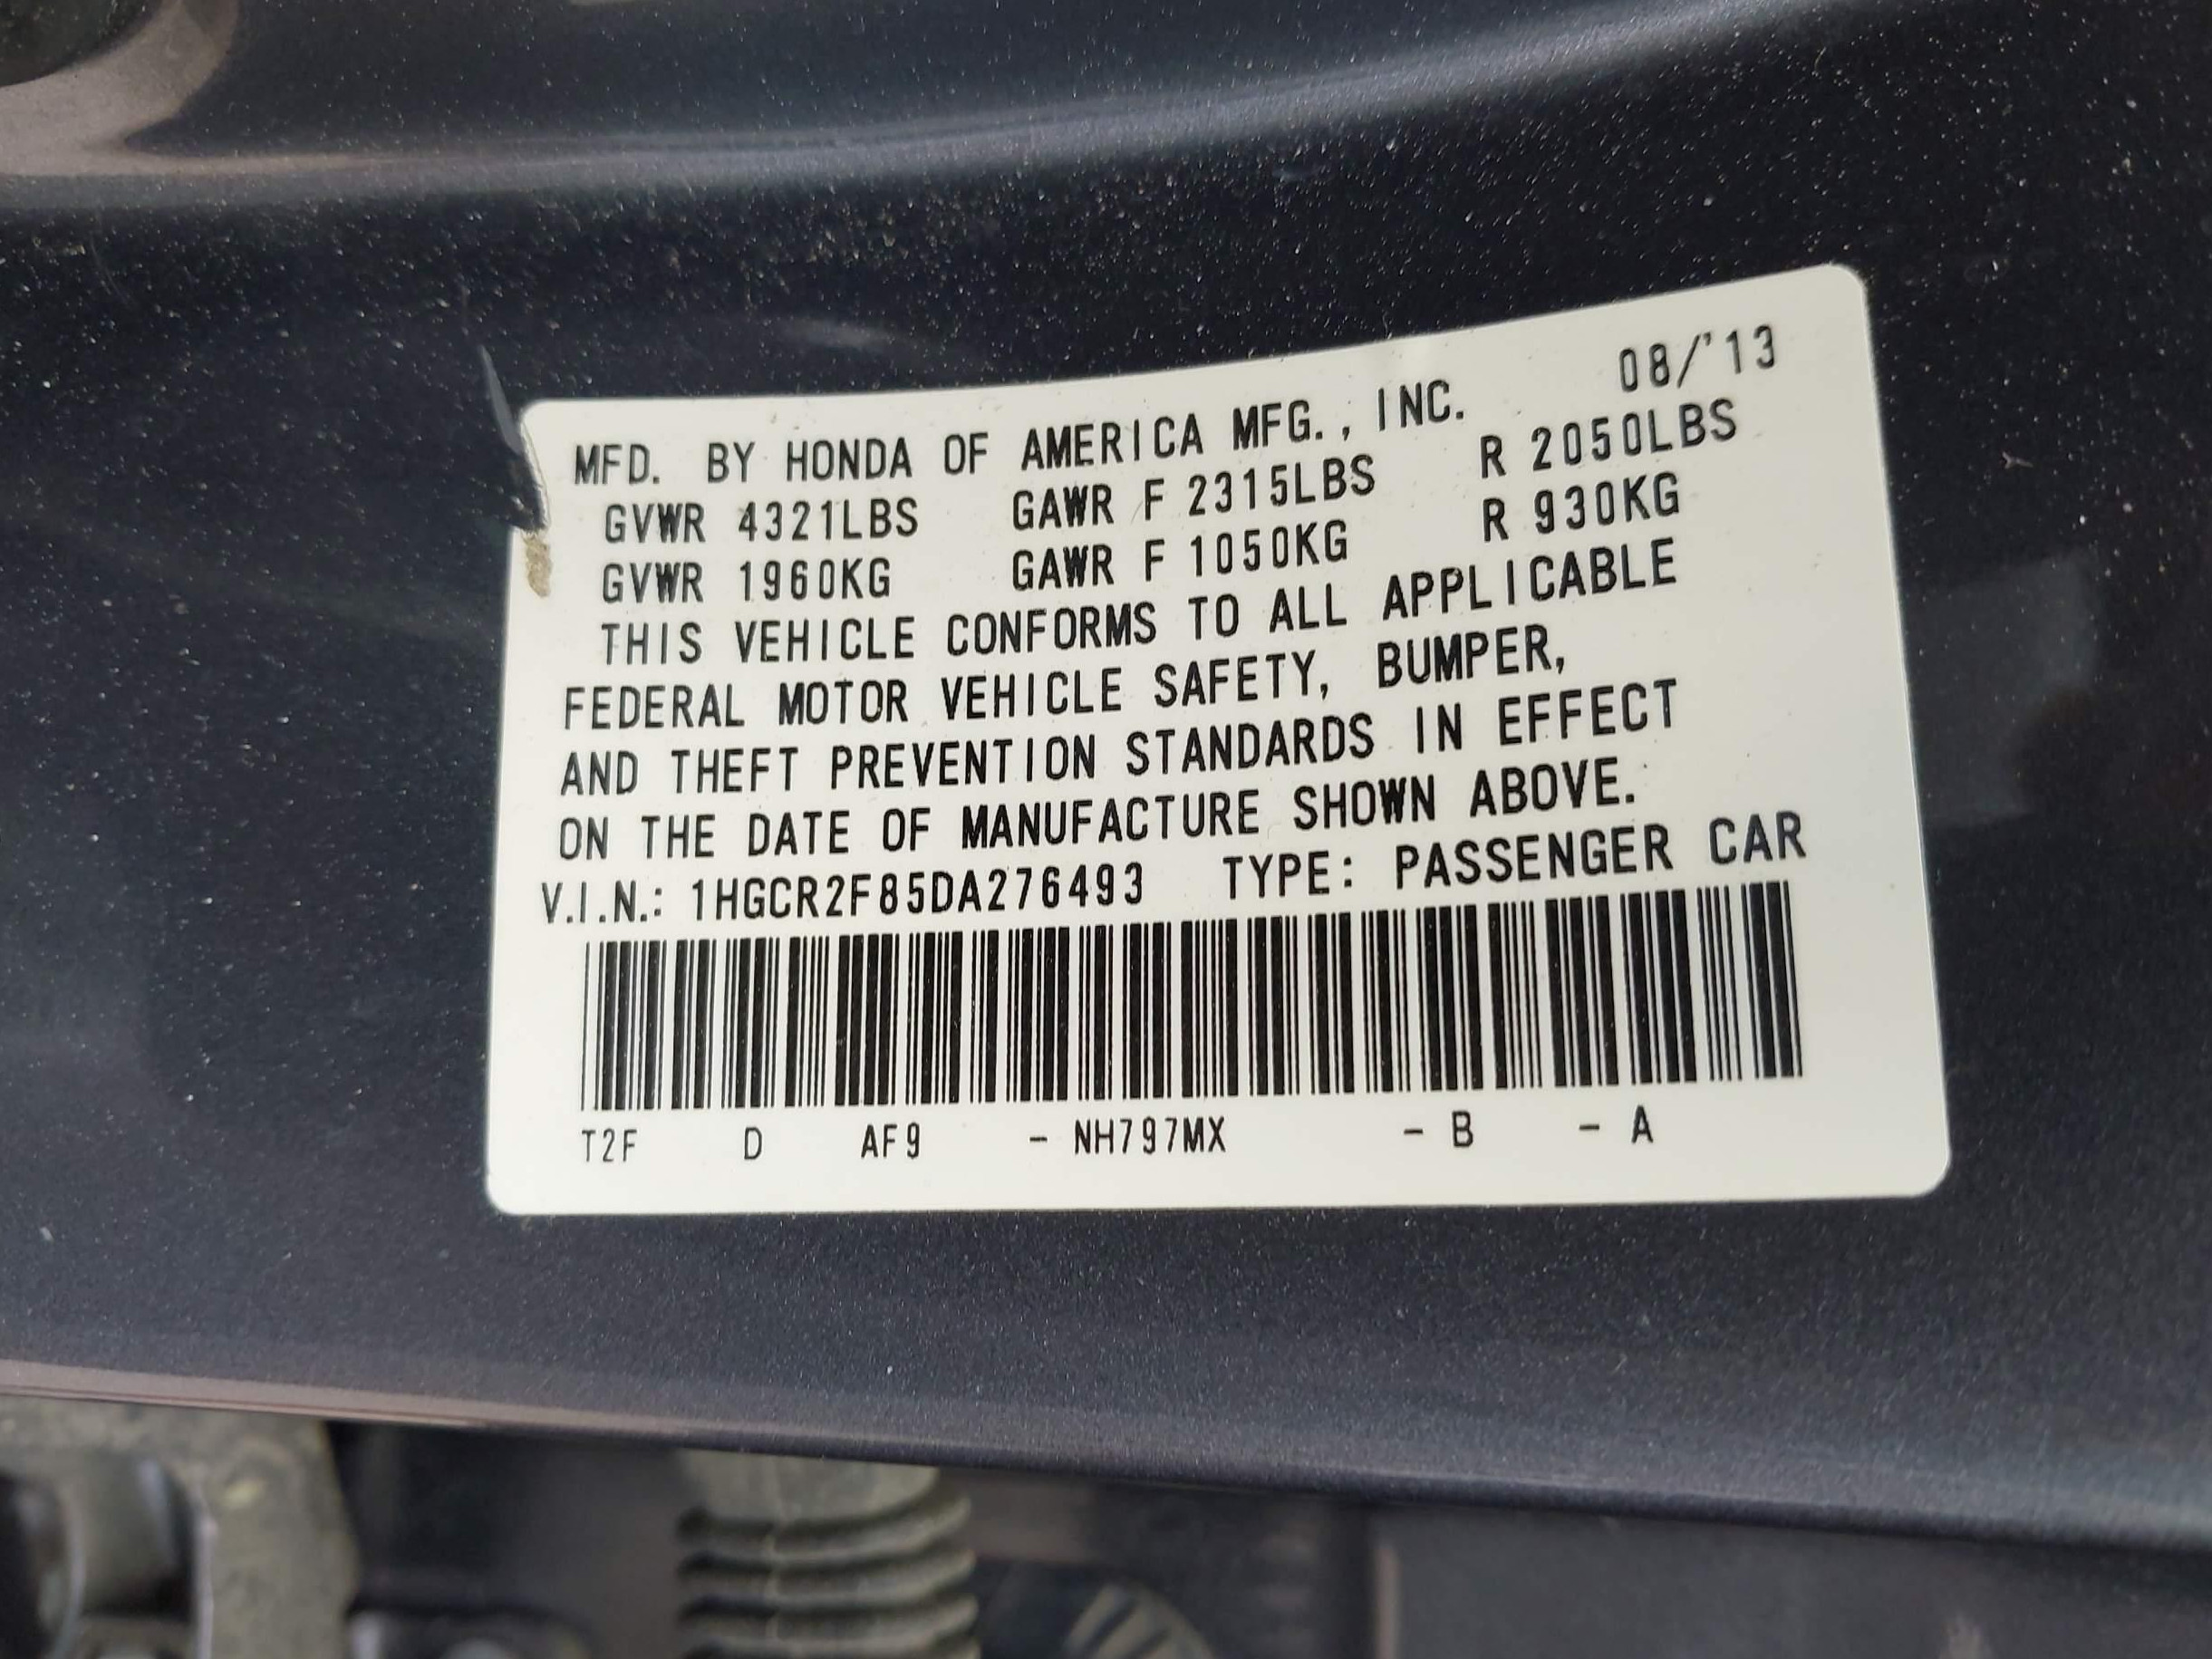 MFD. BY HONDA OF AMERICA MFG., INC. 08/'13
GVWR 4321LBS GAWR F 2315LBS R 2050LBS
GVWR 1960KG GAWR F 1050KG R 930KG
THIS VEHICLE CONFORMS TO ALL APPLICABLE
FEDERAL MOTOR VEHICLE SAFETY, BUMPER,
AND THEFT PREVENTION STANDARDS IN EFFECT
ON THE DATE OF MANUFACTURE SHOWN ABOVE.
V.I.N.: 1HGCR2F85DA276493 TYPE: PASSENGER CAR
T2F D AF9 - NH797MX - B - A